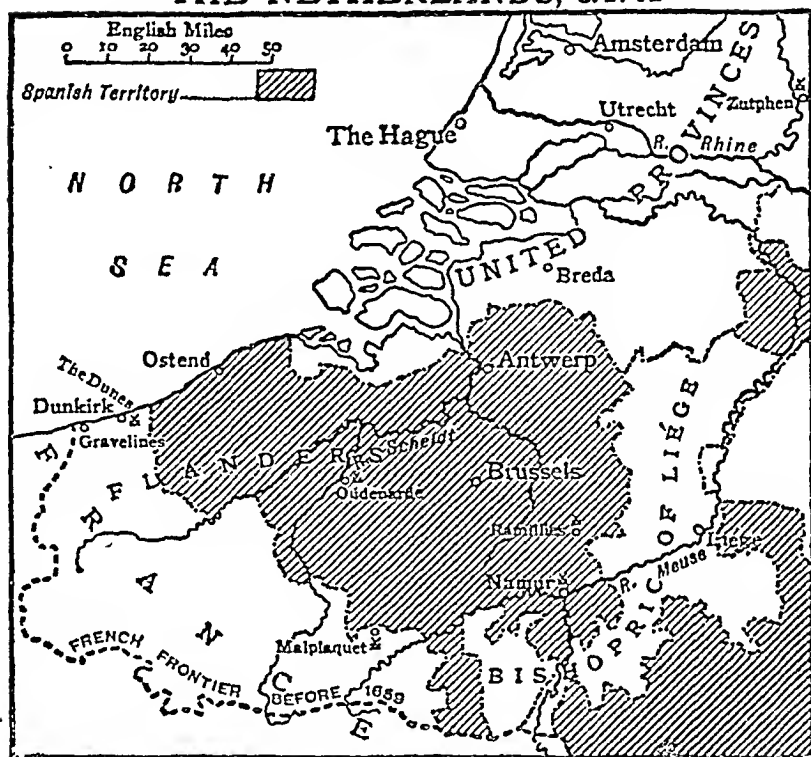 English Miles
0 10 20 30 40 50
Spanish Territory
Amsterdam
Zutphen
Utrecht
The Hague
R. Rhine
NORTH
SEA
UNITED PROVINCES
Breda
Ostend
Antwerp
The Dunes
Dunkirk
Gravelines
FLANDERS
R. Scheldt
Oudenarde
Brussels
Ramillies
Liége
Namur
R. Meuse
BISHOPRIC OF LIÉGE
Malplaquet
FRANCE
FRENCH FRONTIER BEFORE 1659